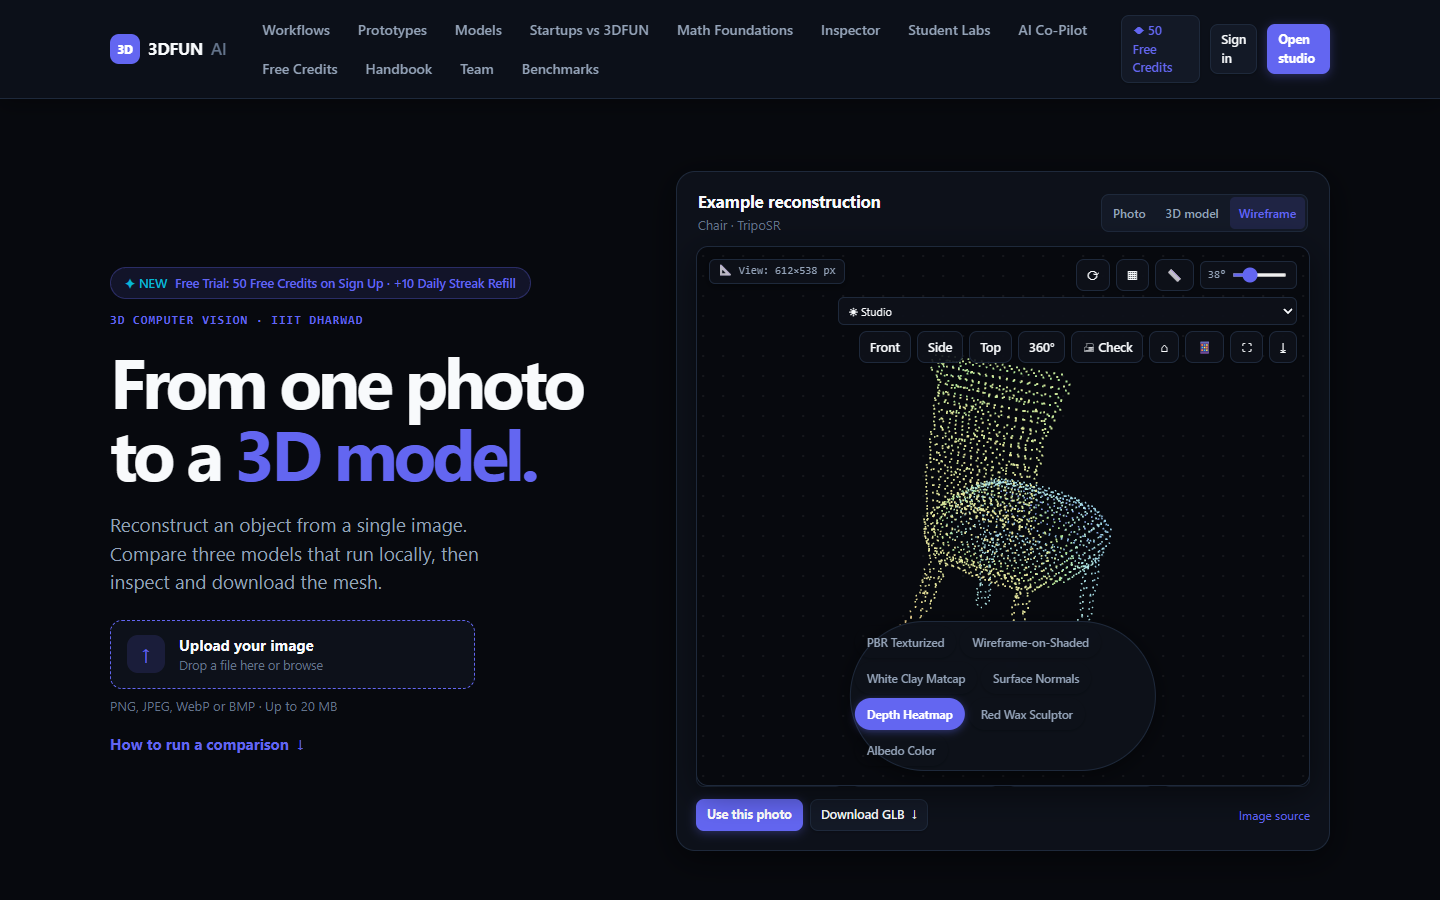 3D 3DFUN AI
Workflows Prototypes Models Startups vs 3DFUN Math Foundations Inspector Student Labs AI Co-Pilot
Free Credits Handbook Team Benchmarks
50
Free
Credits
Sign
in
Open
studio
✦ NEW Free Trial: 50 Free Credits on Sign Up · +10 Daily Streak Refill
3D COMPUTER VISION · IIIT DHARWAD
From one photo
to a 3D model.
Reconstruct an object from a single image.
Compare three models that run locally, then
inspect and download the mesh.
↑ Upload your image
Drop a file here or browse
PNG, JPEG, WebP or BMP · Up to 20 MB
How to run a comparison ↓
Example reconstruction
Chair · TripoSR
Photo 3D model Wireframe
View: 612×538 px
38°
Studio
Front Side Top 360° Check
PBR Texturized Wireframe-on-Shaded
White Clay Matcap Surface Normals
Depth Heatmap Red Wax Sculptor
Albedo Color
Use this photo Download GLB ↓
Image source